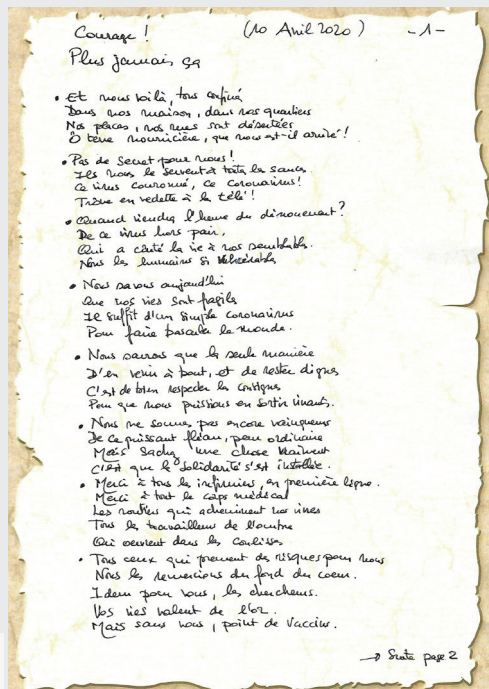 Courage ! (10 Avril 2020) -1-
Plus jamais ça
• Et nous voilà, tous confiné
Dans nos maison, dans nos quartiers
Nos places, nos rues sont désertées
Ô terre nourricière, que nous est-il arrivé !
• Pas de secret pour nous !
Ils nous le servent à toutes les sauces
Ce virus couronné, ce coronavirus !
Trève en vedette à la télé !
• Quand viendra l'heure du dénouement ?
De ce virus hors pair,
Qui a côuté la vie à nos semblables.
Nous les humains si vulnérables
• Nous savons aujourd'hui
Que nos vies sont fragiles
Il suffit d'un simple coronavirus
Pour faire basculer le monde.
• Nous savons que la seule manière
D'en venir à bout, et de rester dignes
C'est de bien respecter les consignes
Pour que nous puissions en sortir vivants.
• Nous ne sommes pas encore vainqueurs
De ce puissant fléau, peu ordinaire
Mais sachez une chose vraiment
C'est que la solidarité s'est installée.
• Merci à tous les infirmiers, en première ligne.
Merci à tout le corps médical
Les routiers qui acheminent nos vivres
Tous les travailleurs de l'ombre
Qui oeuvrent dans les coulisses
• Tous ceux qui prennent des risques pour nous
Nous les remercions du fond du coeur.
Idem pour vous, les chercheurs.
Vos vies valent de l'or.
Mais sans vous, point de vaccins.
→ Suite page 2